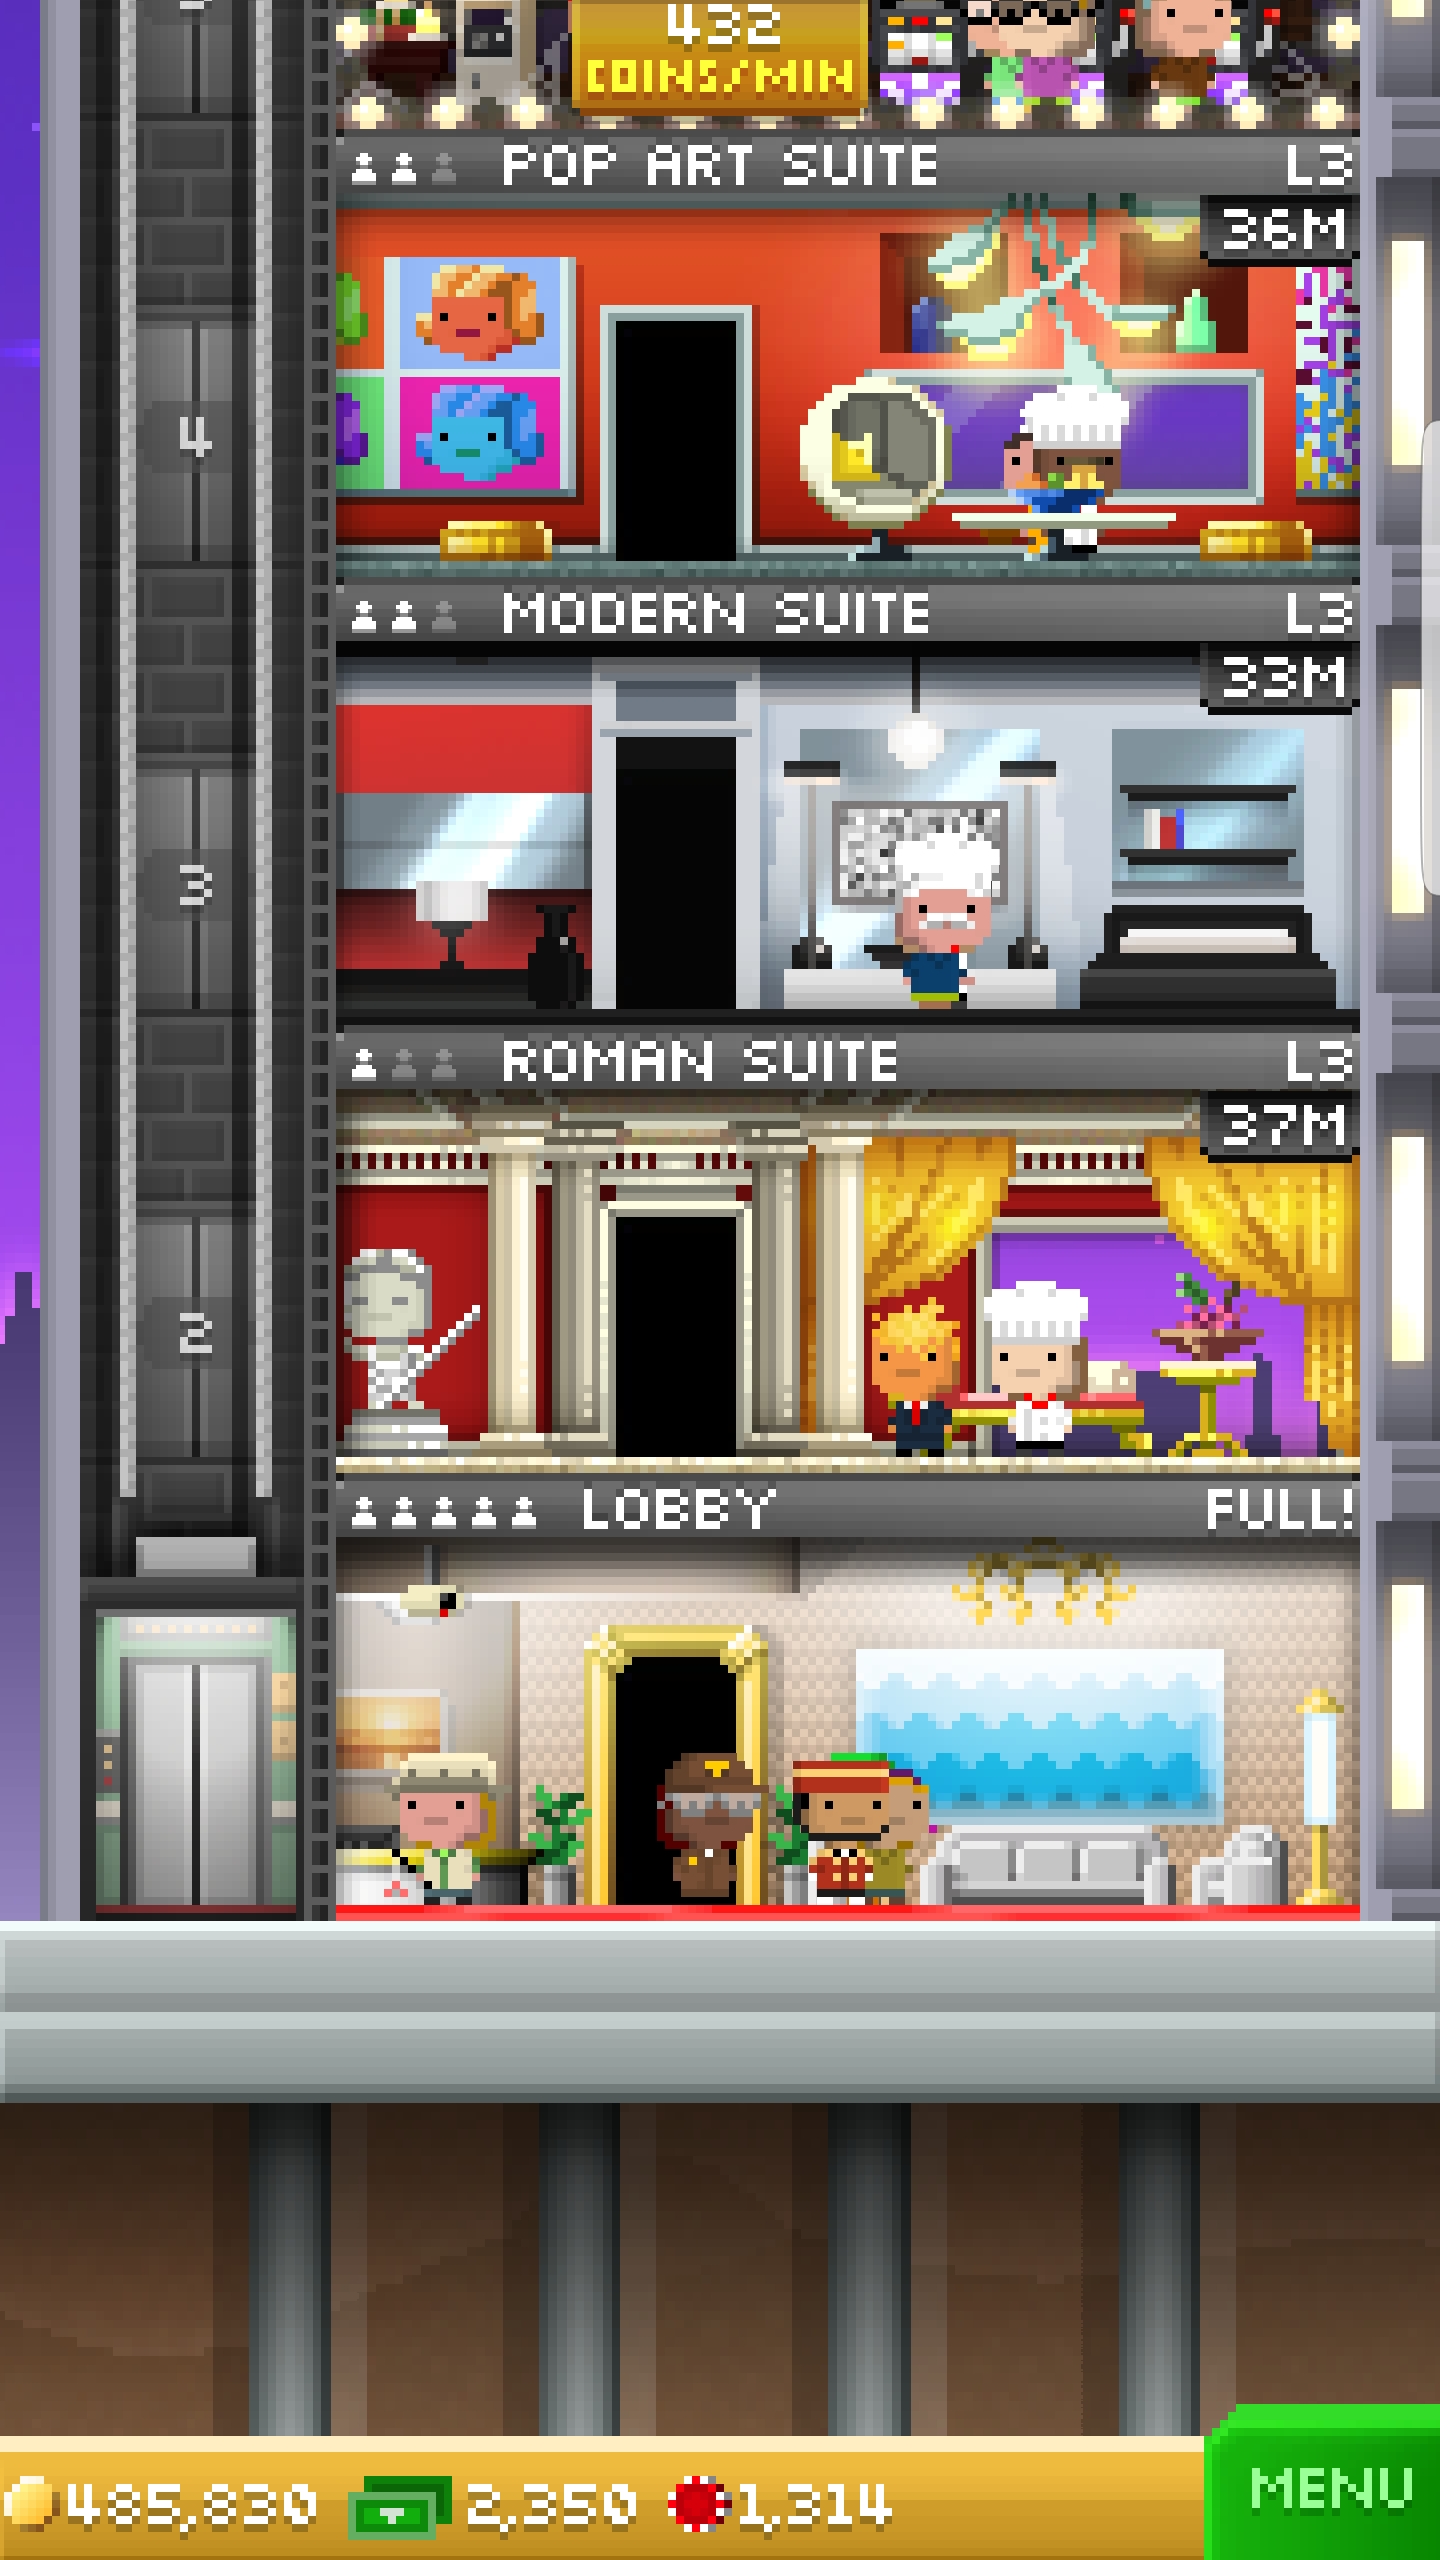 432
COINS/MIN
POP ART SUITE L3
36M
4
MODERN SUITE L3
33M
3
ROMAN SUITE L3
37M
2
LOBBY FULL!
485,830 2,350 1,314 MENU